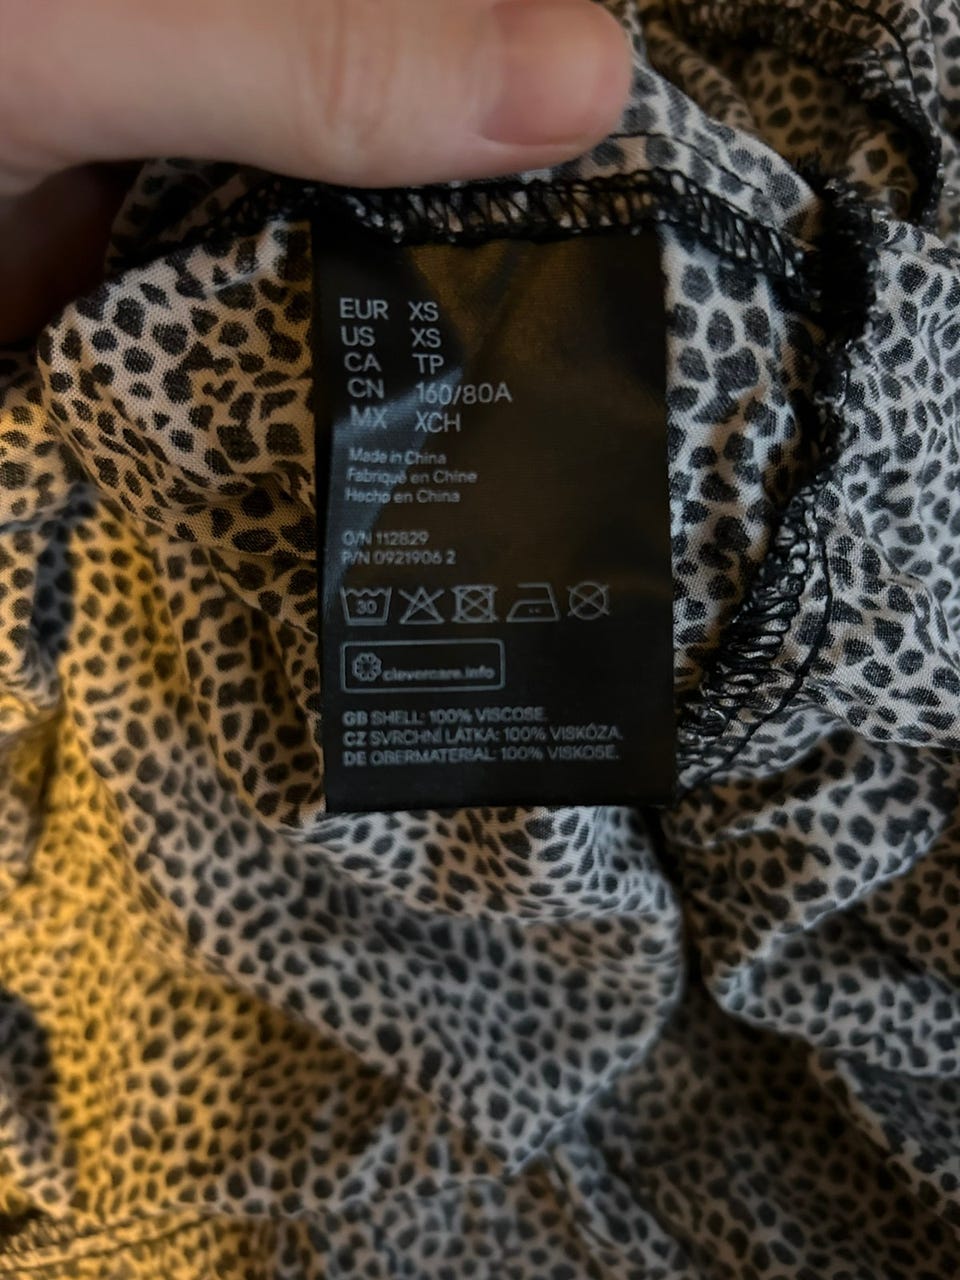 EUR XS
US XS
CA TP
CN 160/80A
MX XCH
Made in China
Fabriqué en Chine
Hecho en China
O/N 112829
P/N 0921906 2
30
clevercare.info
GB SHELL: 100% VISCOSE.
CZ SVRCHNÍ LÁTKA: 100% VISKÓZA.
DE OBERMATERIAL: 100% VISKOSE.